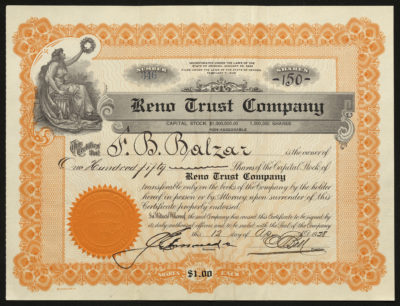 INCORPORATED UNDER THE LAWS OF THE
NUMBER
SHARES
150
Reno Trust Company
CAPITAL STOCK $1,000,000.00 1,000,000 SHARES
NON-ASSESSABLE
This Certifies that F. B. Balzar is the owner of
One Hundred fifty Shares of the Capital Stock of
Reno Trust Company
transferable only on the books of the Company by the holder
hereof in person or by Attorney upon surrender of this
Certificate properly endorsed.
In Witness Whereof, the said Company has caused this Certificate to be signed by
its duly authorized officers and to be sealed with the Seal of the Company
this 12 day of 1928
SHARES $1.00 EACH